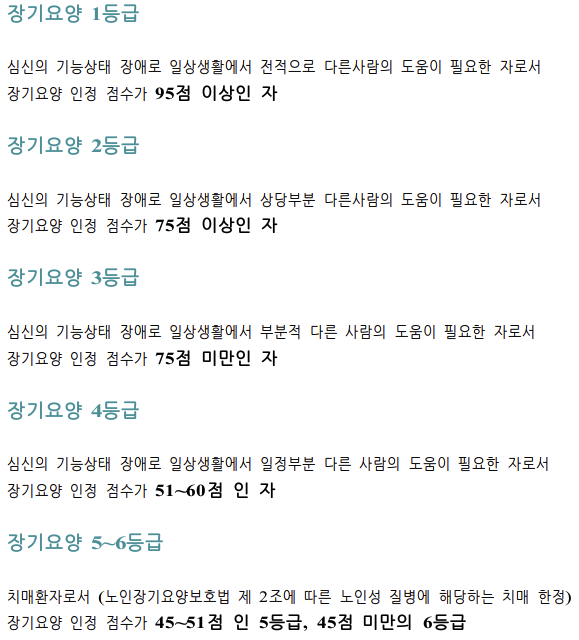 장기요양 1등급
심신의 기능상태 장애로 일상생활에서 전적으로 다른사람의 도움이 필요한 자로서
장기요양 인정 점수가 95점 이상인 자
장기요양 2등급
심신의 기능상태 장애로 일상생활에서 상당부분 다른사람의 도움이 필요한 자로서
장기요양 인정 점수가 75점 이상인 자
장기요양 3등급
심신의 기능상태 장애로 일상생활에서 부분적 다른 사람의 도움이 필요한 자로서
장기요양 인정 점수가 75점 미만인 자
장기요양 4등급
심신의 기능상태 장애로 일상생활에서 일정부분 다른 사람의 도움이 필요한 자로서
장기요양 인정 점수가 51~60점 인 자
장기요양 5~6등급
치매환자로서 (노인장기요양보호법 제 2조에 따른 노인성 질병에 해당하는 치매 한정)
장기요양 인정 점수가 45~51점 인 5등급, 45점 미만의 6등급